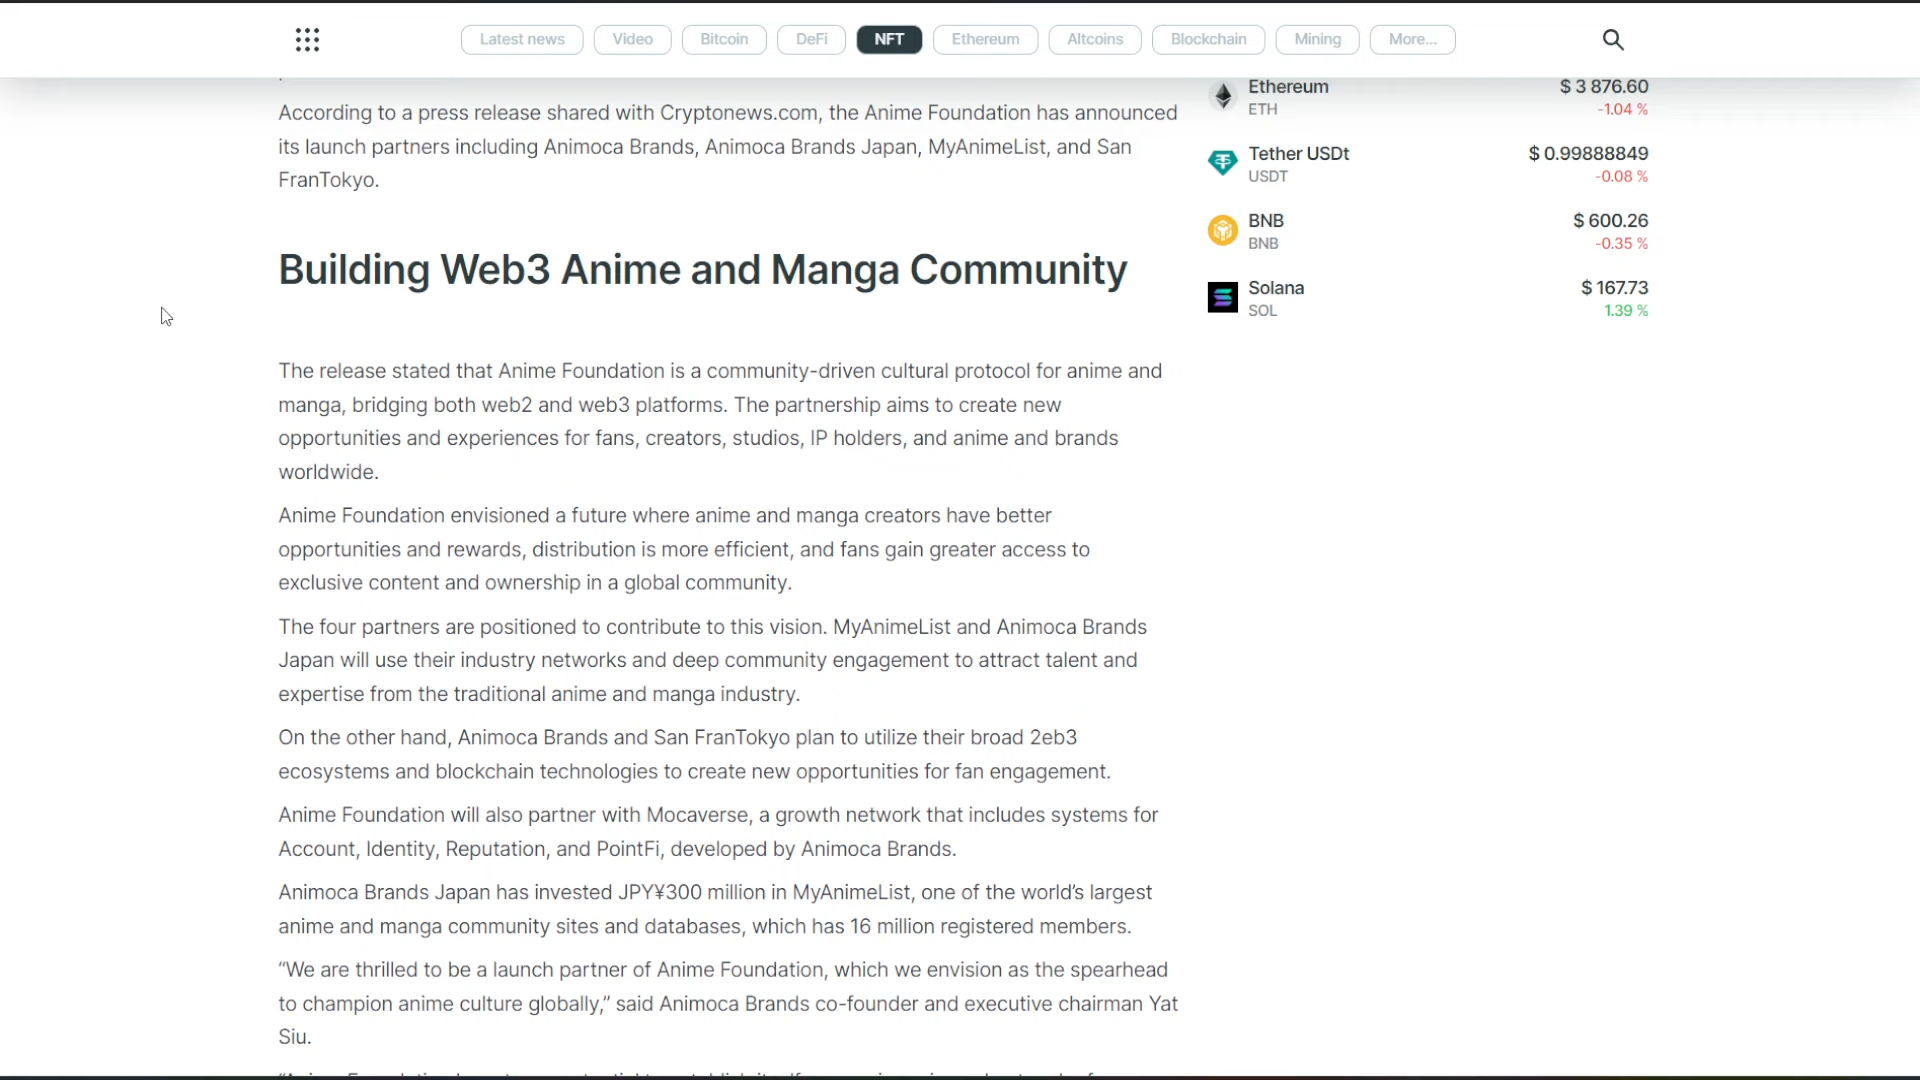 Latest news
Video
Bitcoin
DeFi
NFT
Ethereum
Altcoins
Blockchain
Mining
More...
According to a press release shared with Cryptonews.com, the Anime Foundation has announced
its launch partners including Animoca Brands, Animoca Brands Japan, MyAnimeList, and San
FranTokyo.
Building Web3 Anime and Manga Community
The release stated that Anime Foundation is a community-driven cultural protocol for anime and
manga, bridging both web2 and web3 platforms. The partnership aims to create new
opportunities and experiences for fans, creators, studios, IP holders, and anime and brands
worldwide.
Anime Foundation envisioned a future where anime and manga creators have better
opportunities and rewards, distribution is more efficient, and fans gain greater access to
exclusive content and ownership in a global community.
The four partners are positioned to contribute to this vision. MyAnimeList and Animoca Brands
Japan will use their industry networks and deep community engagement to attract talent and
expertise from the traditional anime and manga industry.
On the other hand, Animoca Brands and San FranTokyo plan to utilize their broad 2eb3
ecosystems and blockchain technologies to create new opportunities for fan engagement.
Anime Foundation will also partner with Mocaverse, a growth network that includes systems for
Account, Identity, Reputation, and PointFi, developed by Animoca Brands.
Animoca Brands Japan has invested JPY¥300 million in MyAnimeList, one of the world’s largest
anime and manga community sites and databases, which has 16 million registered members.
“We are thrilled to be a launch partner of Anime Foundation, which we envision as the spearhead
to champion anime culture globally,” said Animoca Brands co-founder and executive chairman Yat
Siu.
Ethereum $ 3 876.60
ETH -1.04 %
Tether USDt $ 0.99888849
USDT -0.08 %
BNB $ 600.26
BNB -0.35 %
Solana $ 167.73
SOL 1.39 %